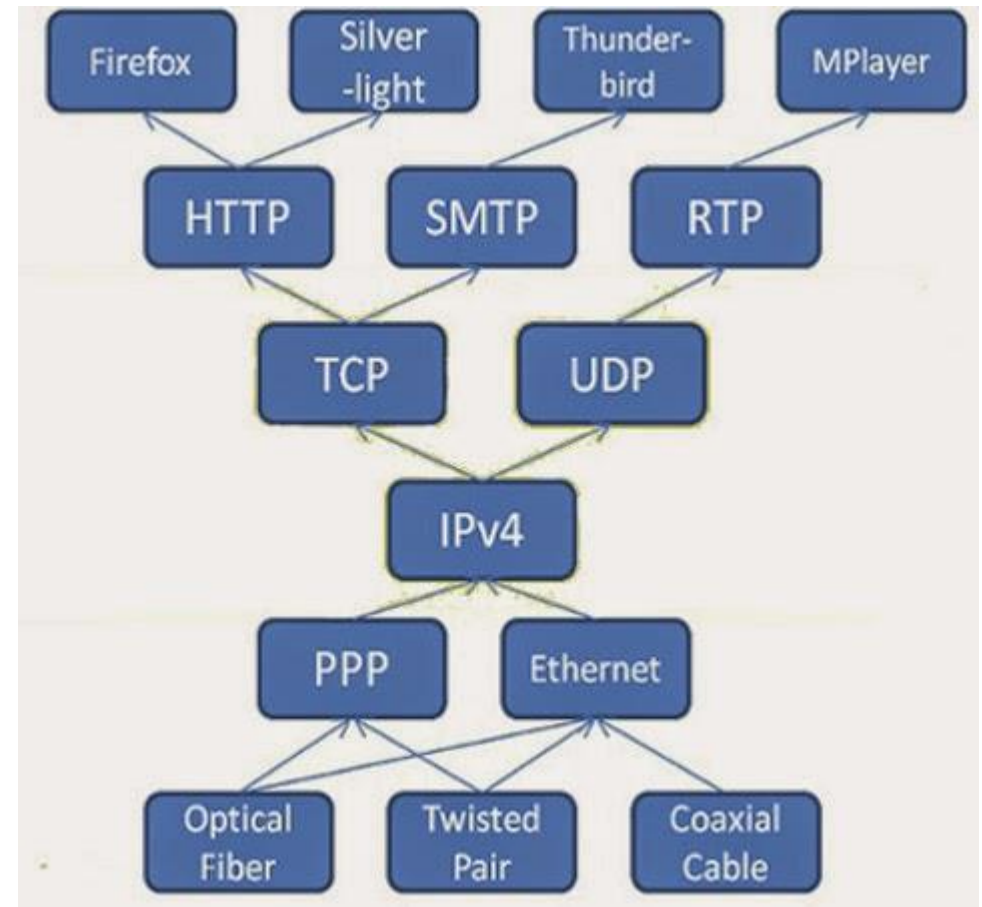 Firefox
Silver
-light
Thunder-
bird
MPlayer
HTTP
SMTP
RTP
TCP
UDP
IPv4
PPP
Ethernet
Optical
Fiber
Twisted
Pair
Coaxial
Cable